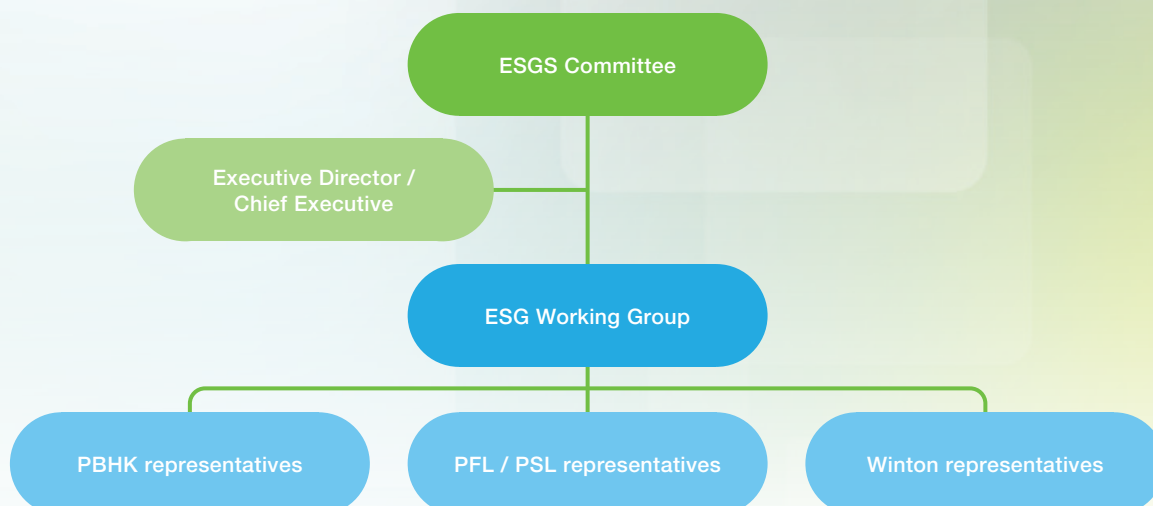 ESGS Committee
Executive Director /
Chief Executive
ESG Working Group
PBHK representatives
PFL / PSL representatives
Winton representatives